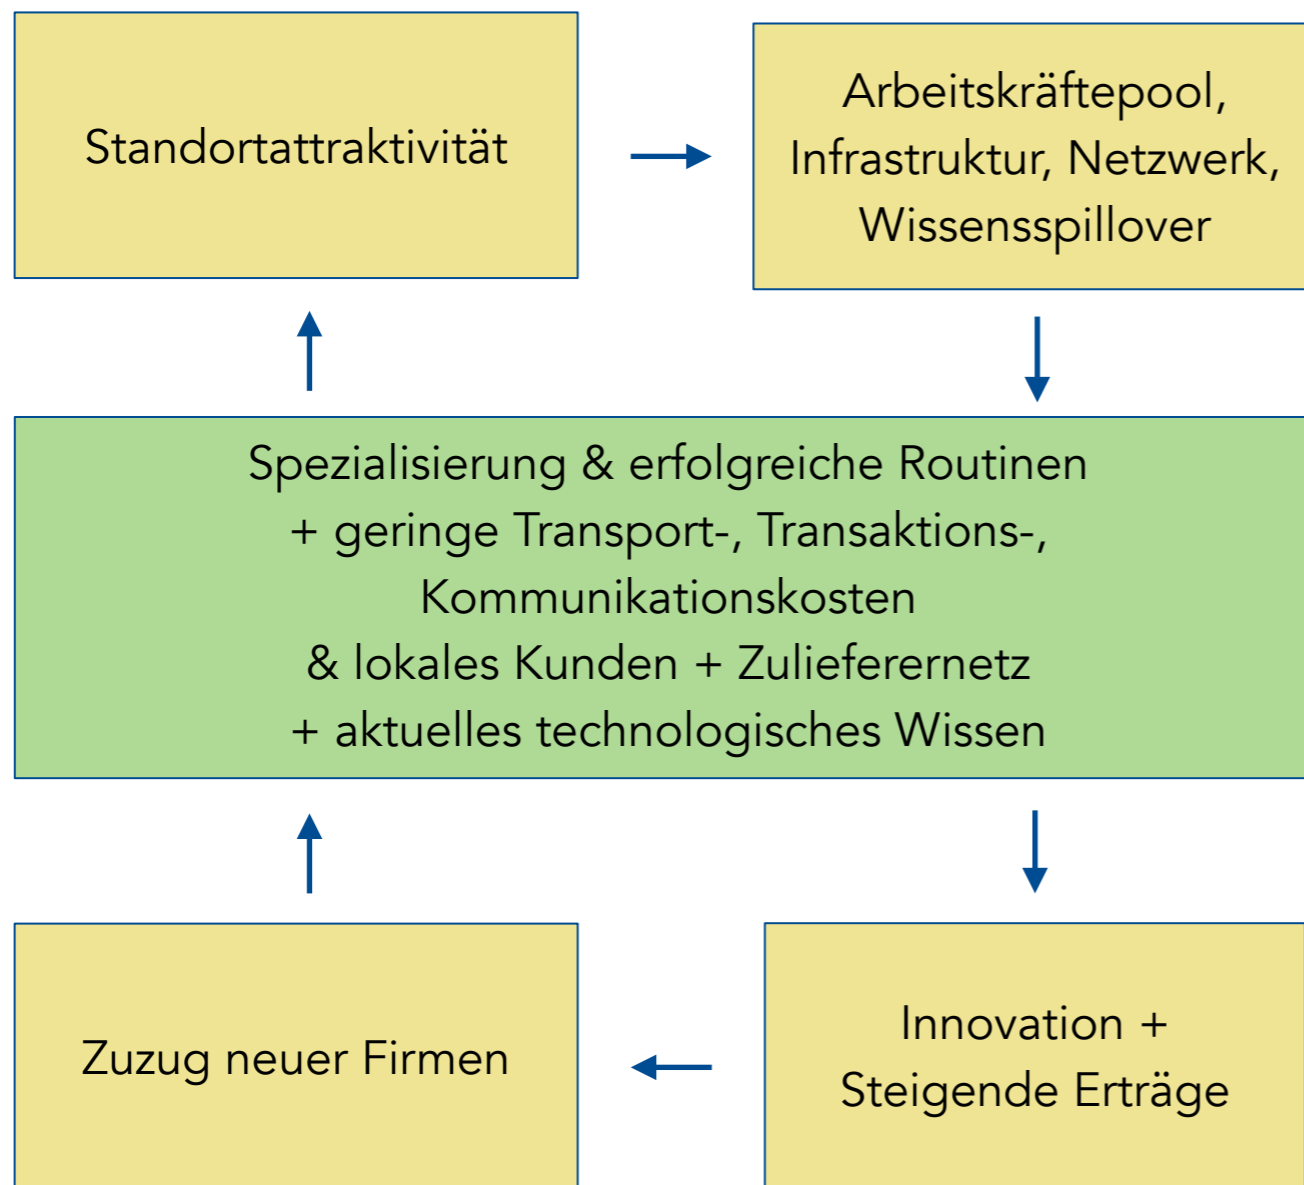 Standortattraktivität
Arbeitskräftepool,
Infrastruktur, Netzwerk,
Wissensspillover
Spezialisierung & erfolgreiche Routinen
+ geringe Transport-, Transaktions-,
Kommunikationskosten
& lokales Kunden + Zulieferernetz
+ aktuelles technologisches Wissen
Zuzug neuer Firmen
Innovation +
Steigende Erträge